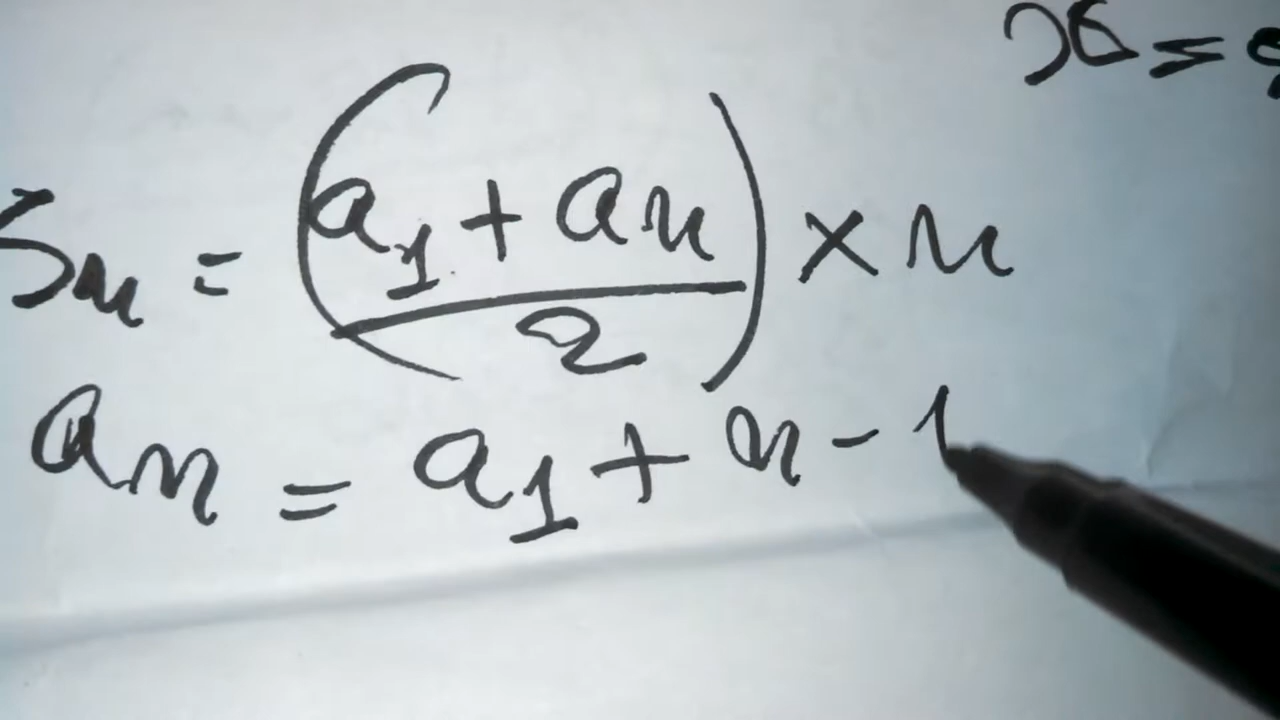 Sn = (a1 + an / 2) × n
an = a1 + n - 1